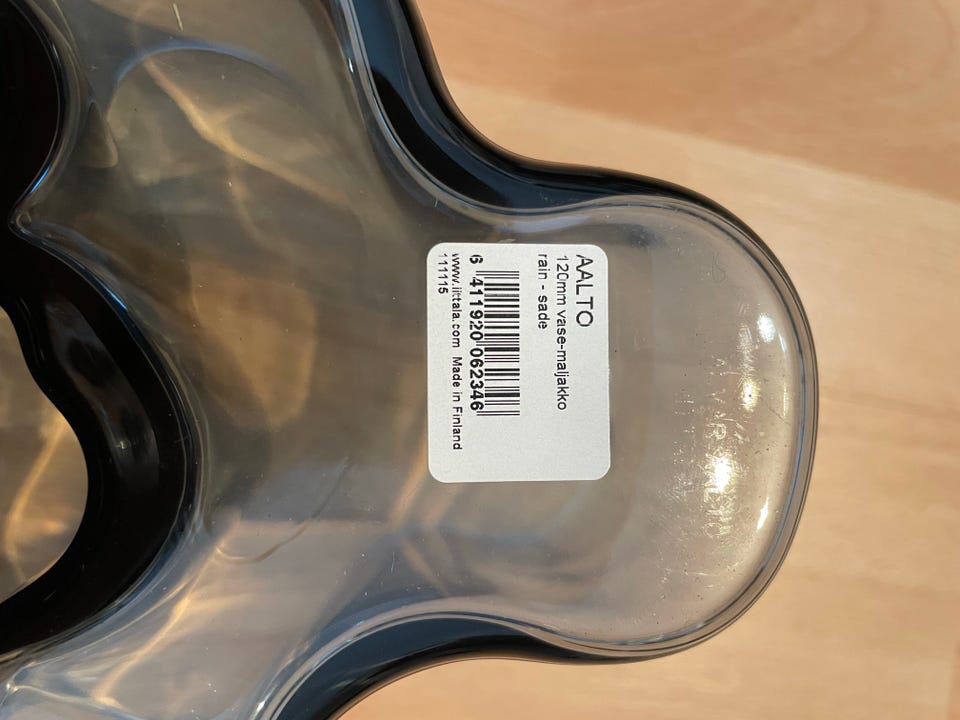 AALTO
120mm vase-maljakko
rain - sade
6 411920 062346
www.iittala.com Made in Finland
111115